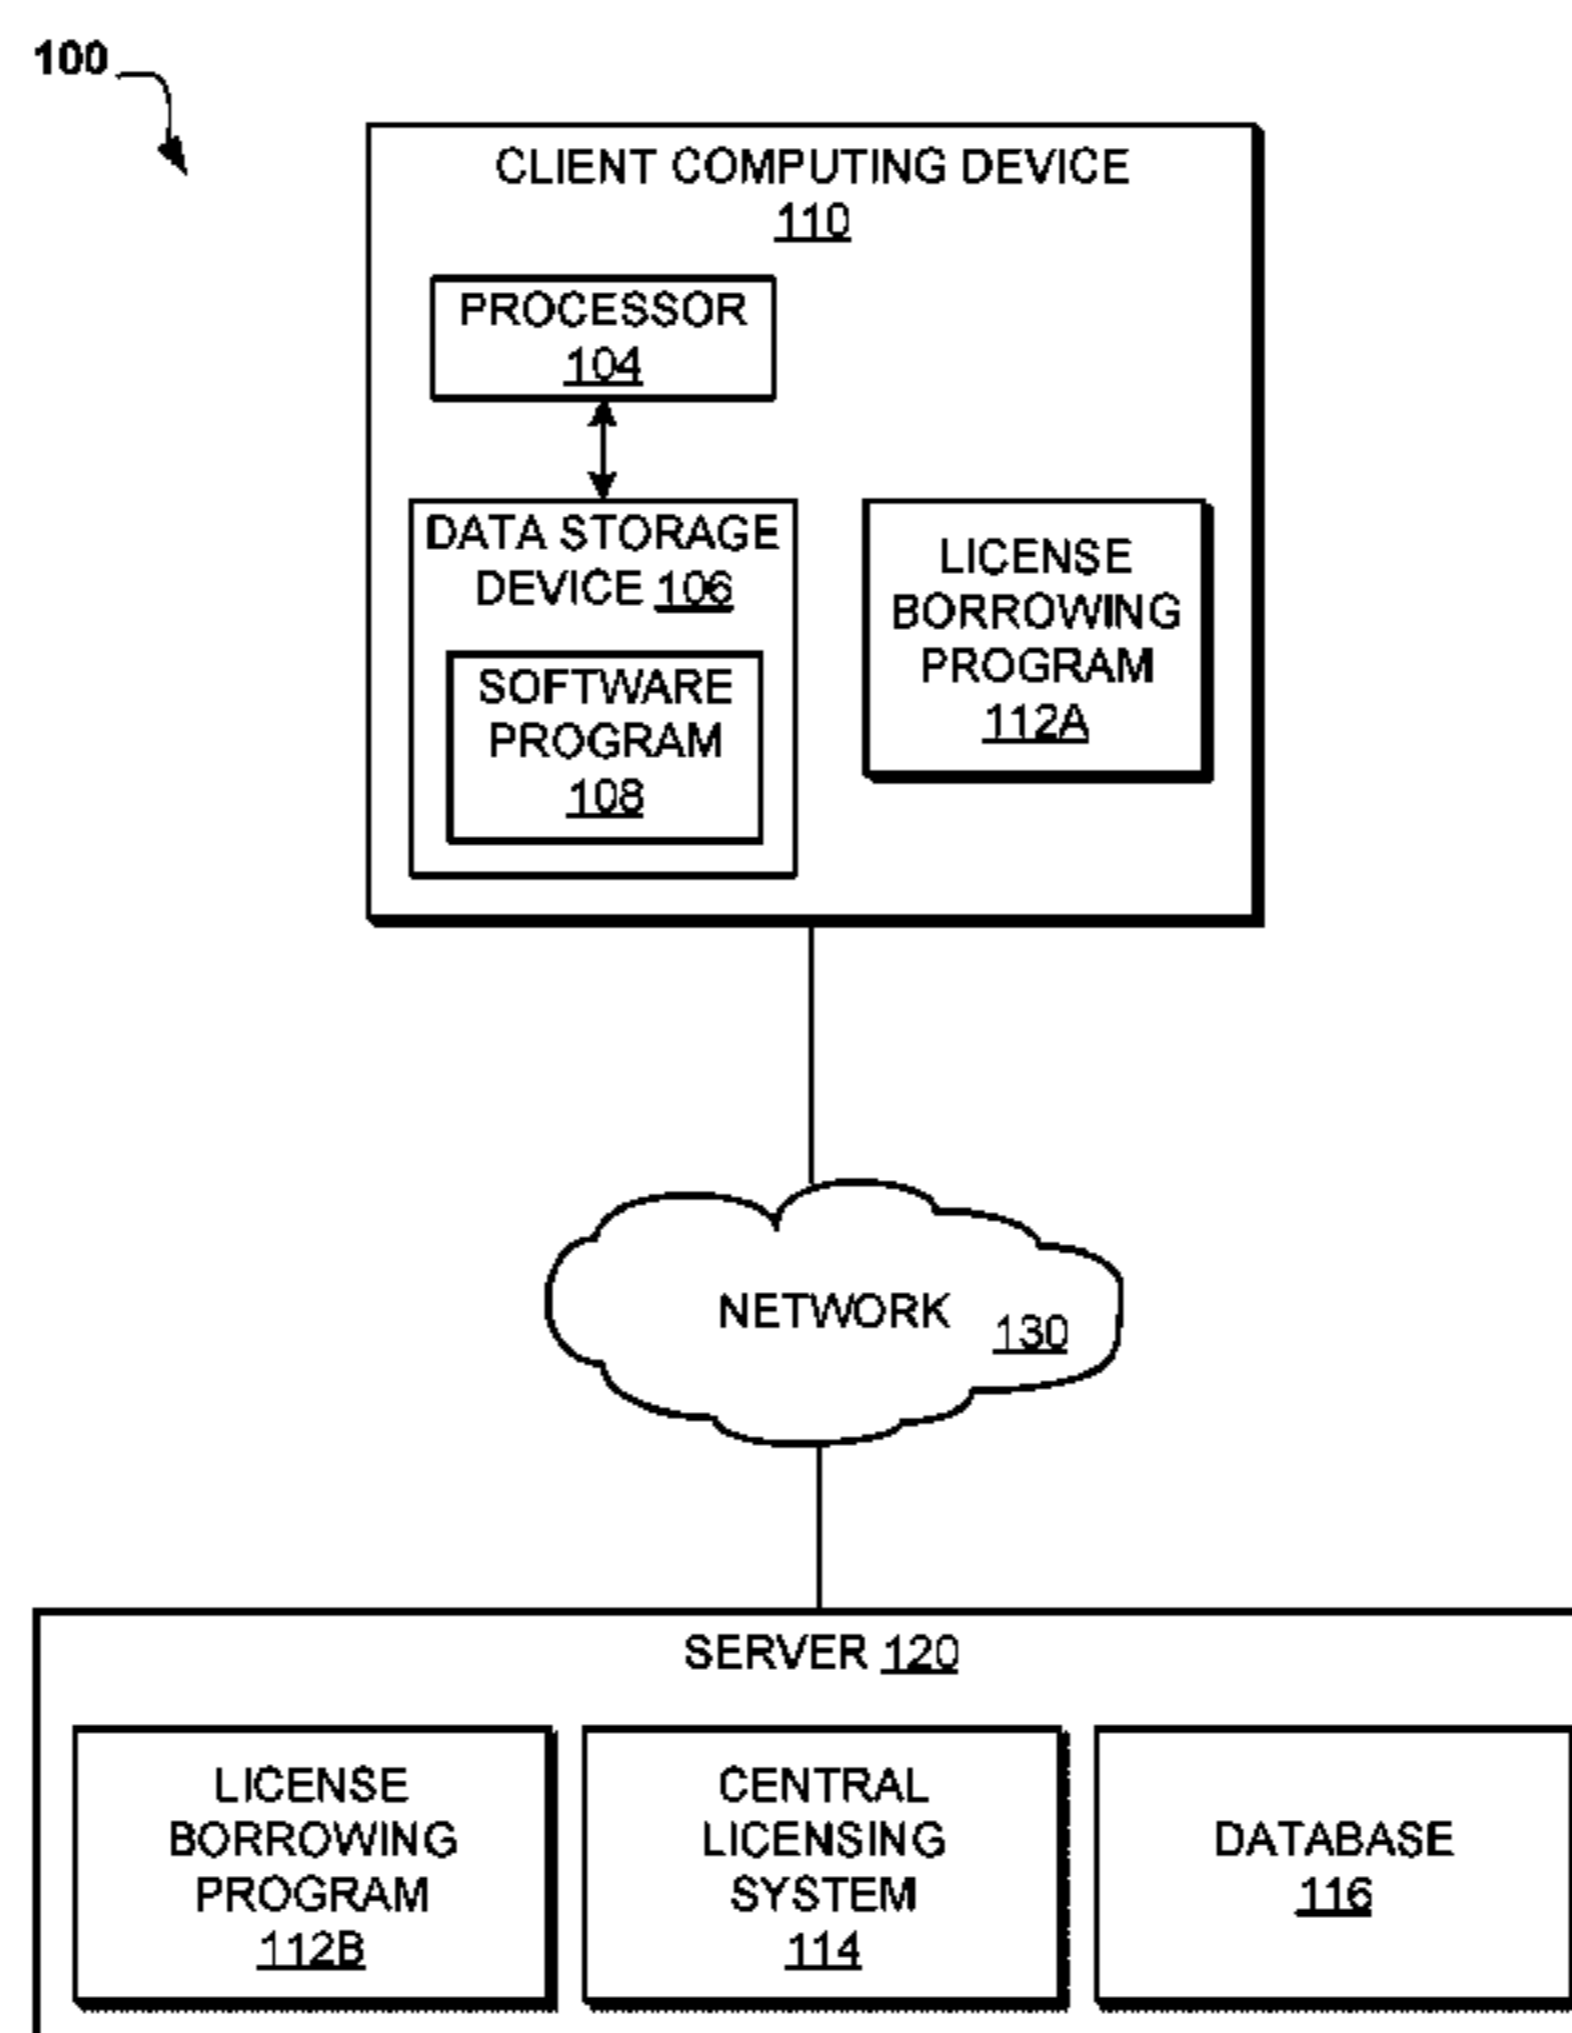 100
CLIENT COMPUTING DEVICE
110
PROCESSOR
104
DATA STORAGE
DEVICE 106
SOFTWARE
PROGRAM
108
LICENSE
BORROWING
PROGRAM
112A
NETWORK 130
SERVER 120
LICENSE
BORROWING
PROGRAM
112B
CENTRAL
LICENSING
SYSTEM
114
DATABASE
116